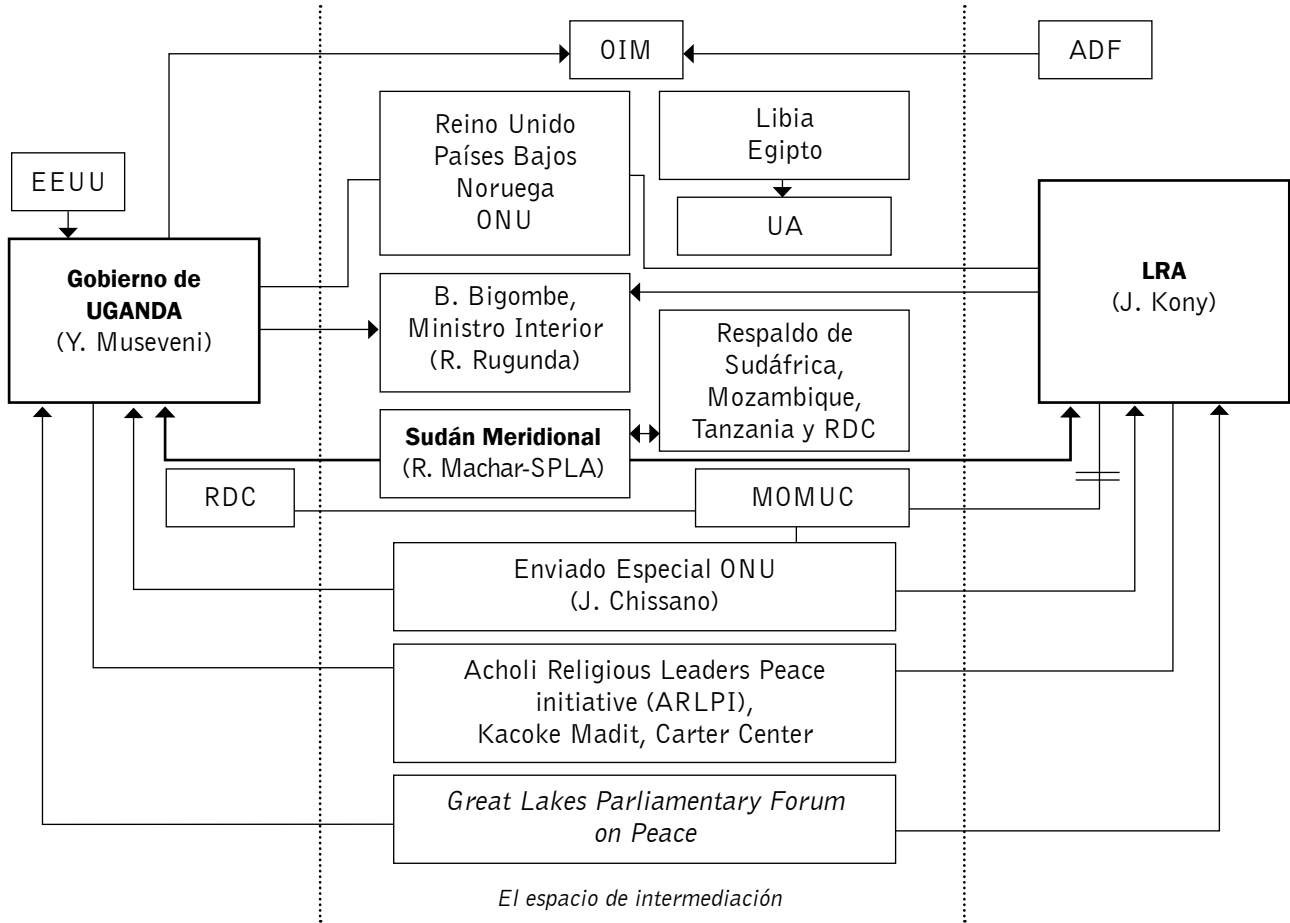 OIM
ADF
Reino Unido
Países Bajos
Noruega
ONU
Libia
Egipto
EEUU
UA
Gobierno de
UGANDA
(Y. Museveni)
LRA
(J. Kony)
B. Bigombe,
Ministro Interior
(R. Rugunda)
Respaldo de
Sudáfrica,
Mozambique,
Tanzania y RDC
Sudán Meridional
(R. Machar-SPLA)
RDC
MOMUC
Enviado Especial ONU
(J. Chissano)
Acholi Religious Leaders Peace
initiative (ARLPI),
Kacoke Madit, Carter Center
Great Lakes Parliamentary Forum
on Peace
El espacio de intermediación